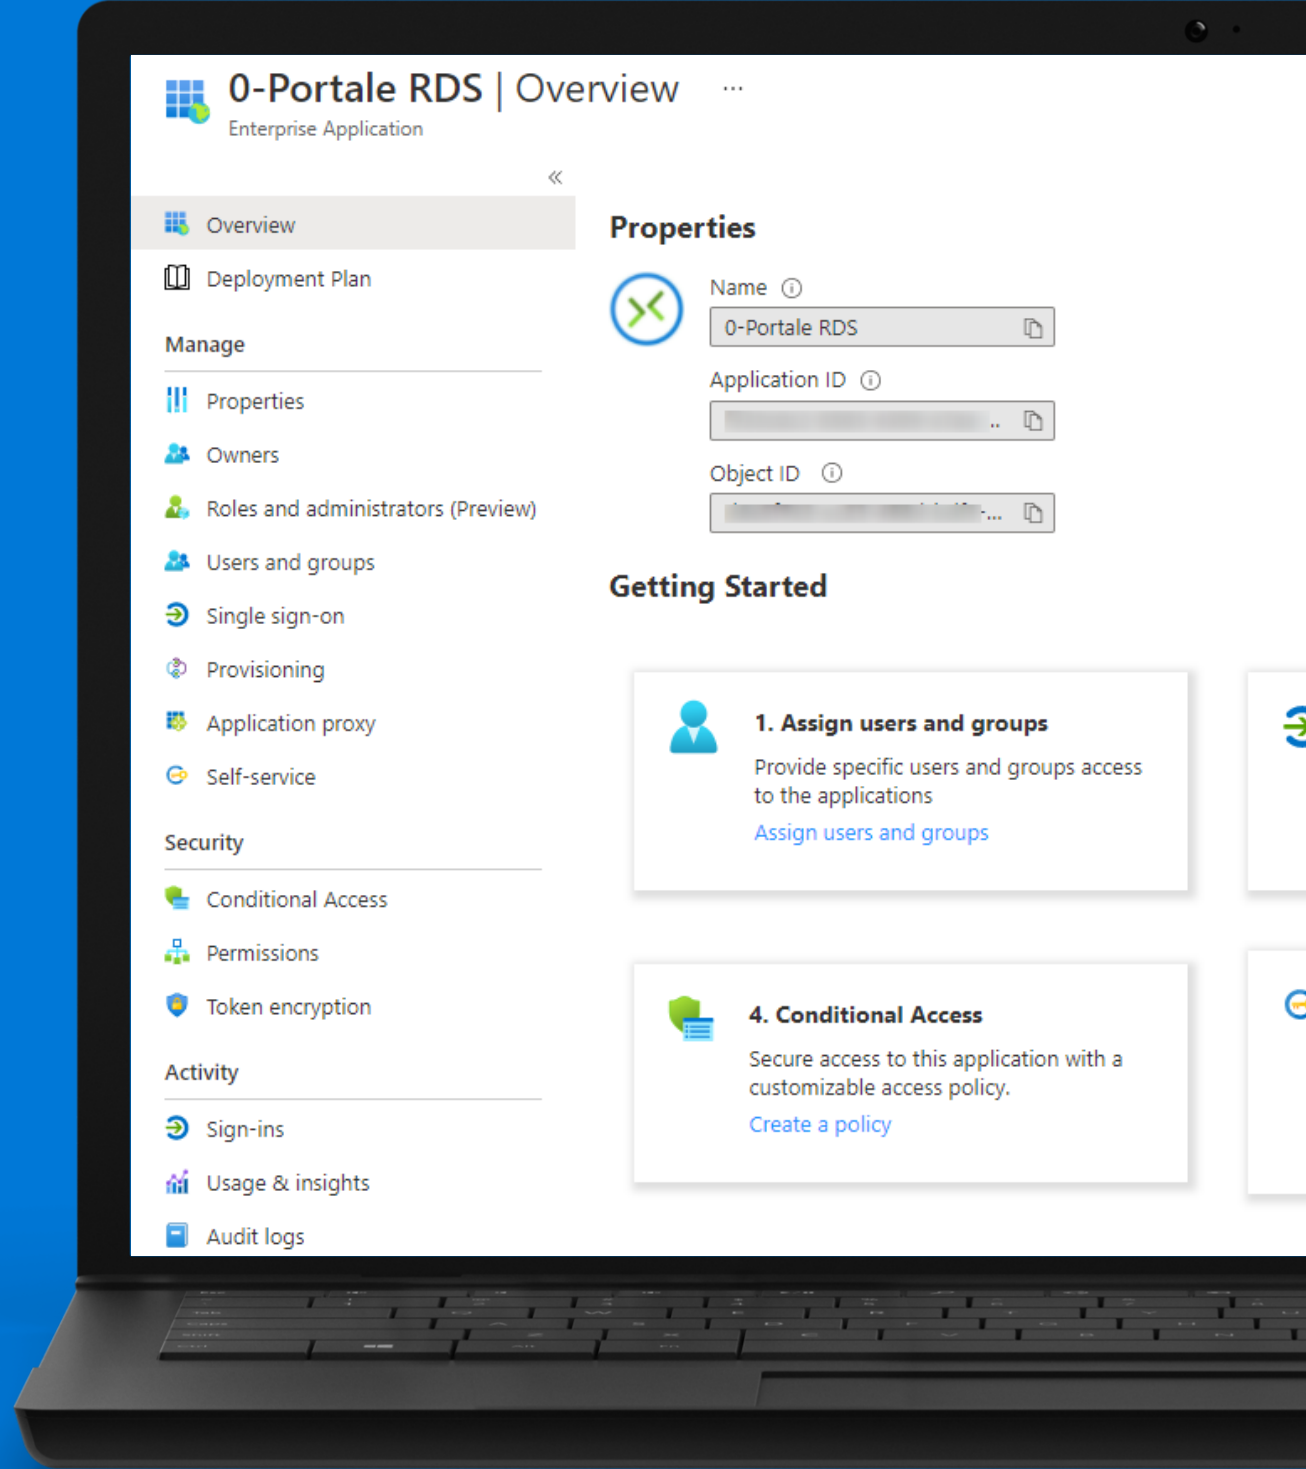 0-Portale RDS | Overview ...
Enterprise Application
Overview
Deployment Plan
Manage
Properties
Owners
Roles and administrators (Preview)
Users and groups
Single sign-on
Provisioning
Application proxy
Self-service
Security
Conditional Access
Permissions
Token encryption
Activity
Sign-ins
Usage & insights
Audit logs
Properties
Name
0-Portale RDS
Application ID
Object ID
Getting Started
1. Assign users and groups
Provide specific users and groups access
to the applications
Assign users and groups
4. Conditional Access
Secure access to this application with a
customizable access policy.
Create a policy